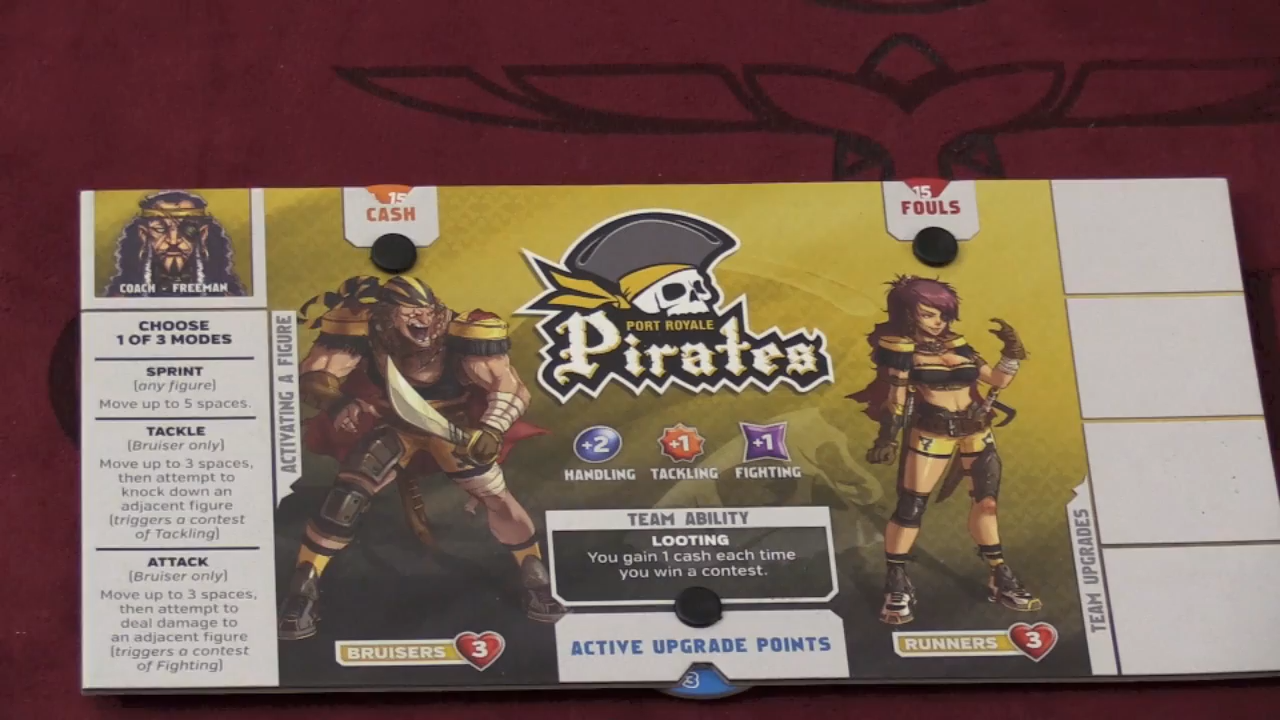 COACH - FREEMAN
CHOOSE
1 OF 3 MODES
SPRINT
(any figure)
Move up to 5 spaces.
TACKLE
(Bruiser only)
Move up to 3 spaces,
then attempt to
knock down an
adjacent figure
(triggers a contest
of Tackling)
ATTACK
(Bruiser only)
Move up to 3 spaces,
then attempt to
deal damage to
an adjacent figure
(triggers a contest
of Fighting)
ACTIVATING A FIGURE
15
CASH
PORT ROYALE
Pirates
+2 +1 +1
HANDLING TACKLING FIGHTING
TEAM ABILITY
LOOTING
You gain 1 cash each time
you win a contest.
ACTIVE UPGRADE POINTS
3
BRUISERS 3
15
FOULS
7
RUNNERS 3
TEAM UPGRADES